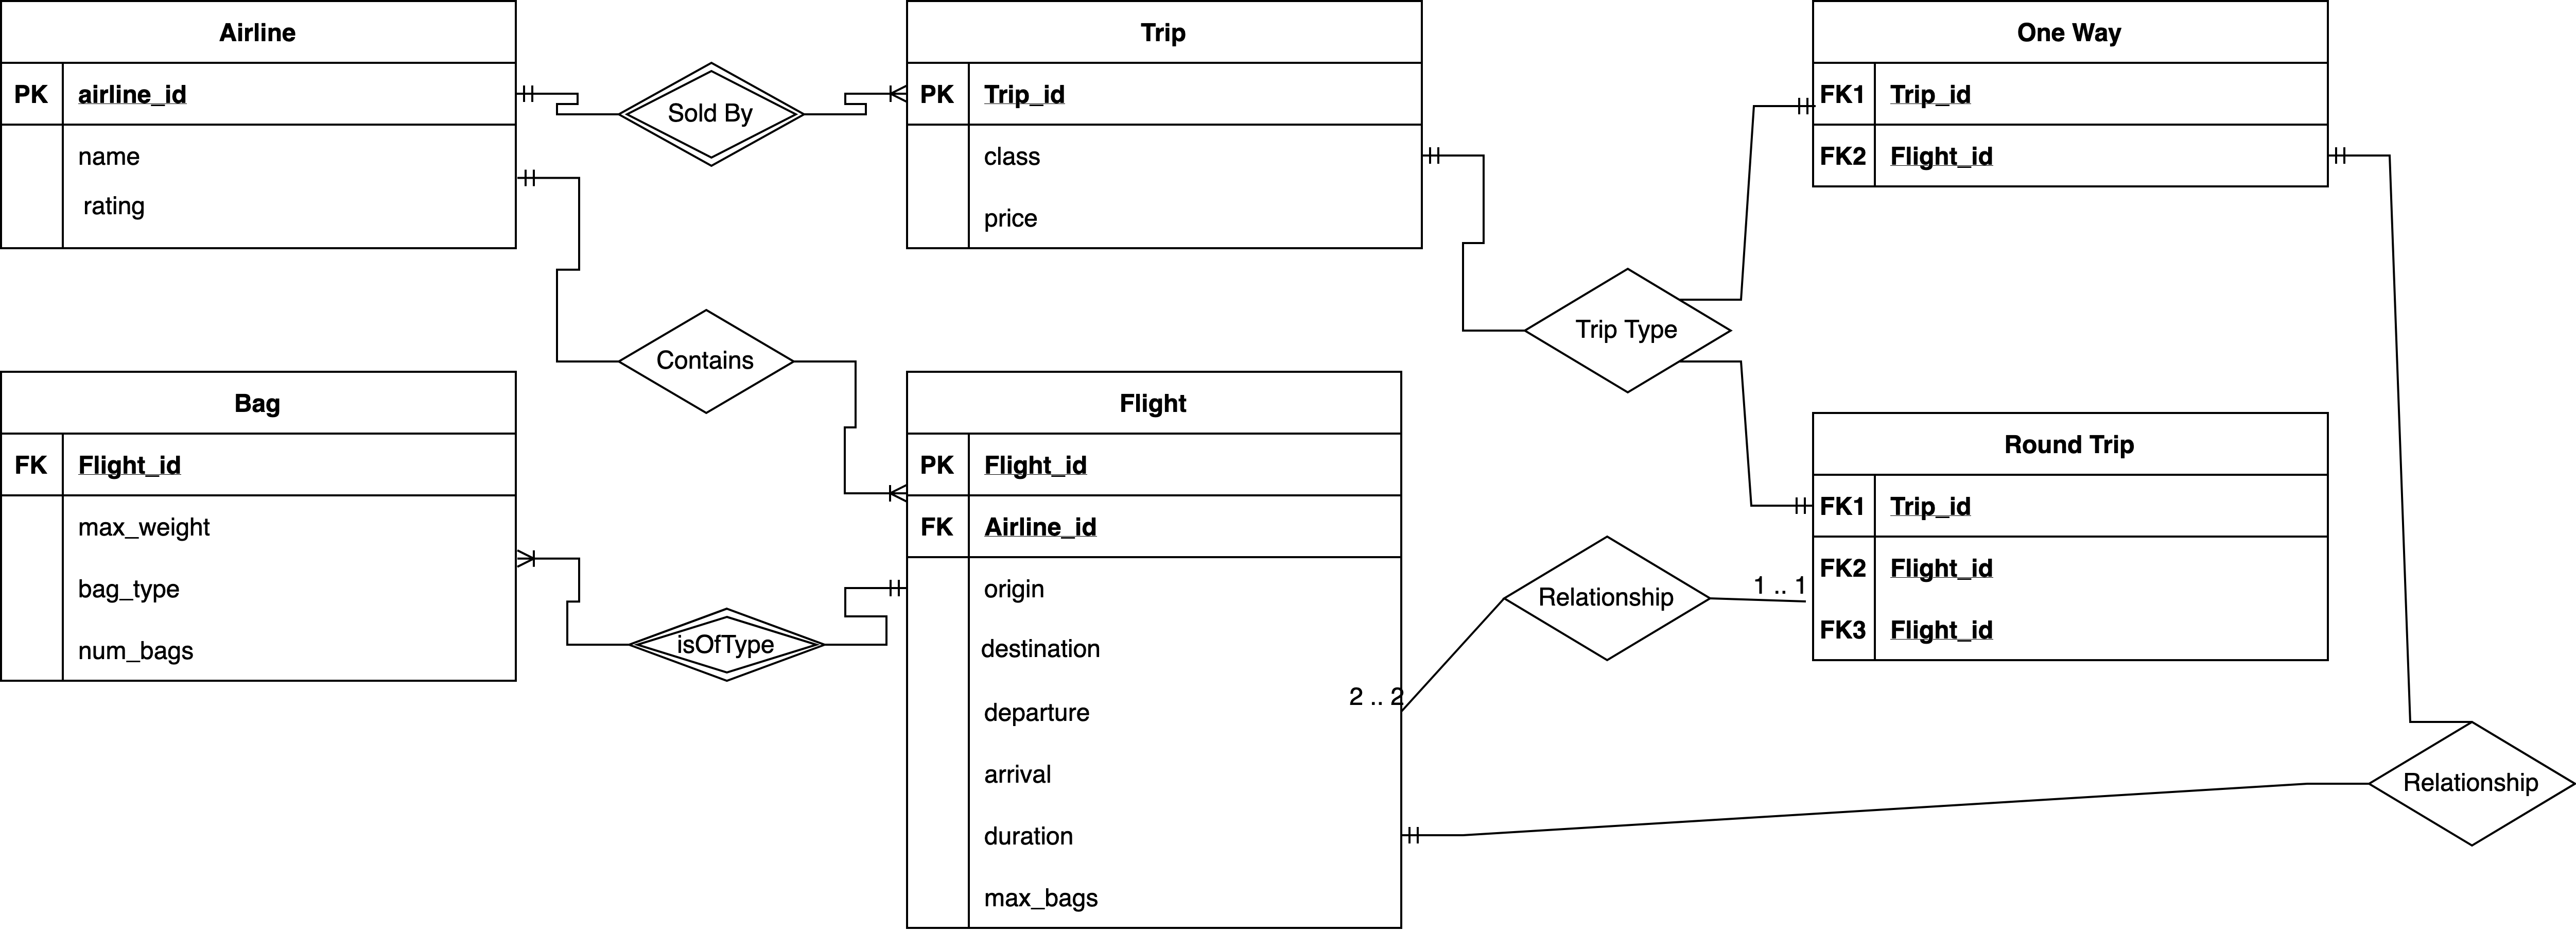 Airline
PK airline_id
name
rating
Sold By
Trip
PK Trip_id
class
price
One Way
FK1 Trip_id
FK2 Flight_id
Trip Type
Contains
Bag
FK Flight_id
max_weight
bag_type
num_bags
isOfType
Flight
PK Flight_id
FK Airline_id
origin
destination
departure
arrival
duration
max_bags
2 .. 2
Relationship
1 .. 1
Round Trip
FK1 Trip_id
FK2 Flight_id
FK3 Flight_id
Relationship